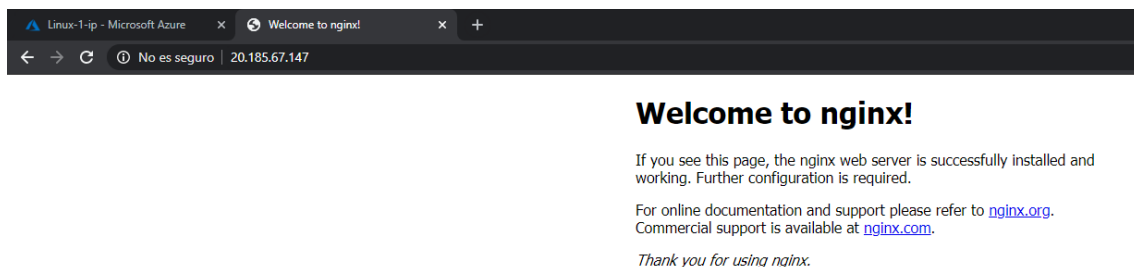 Linux-1-ip - Microsoft Azure
Welcome to nginx!
No es seguro | 20.185.67.147
Welcome to nginx!
If you see this page, the nginx web server is successfully installed and
working. Further configuration is required.
For online documentation and support please refer to nginx.org.
Commercial support is available at nginx.com.
Thank you for using nginx.